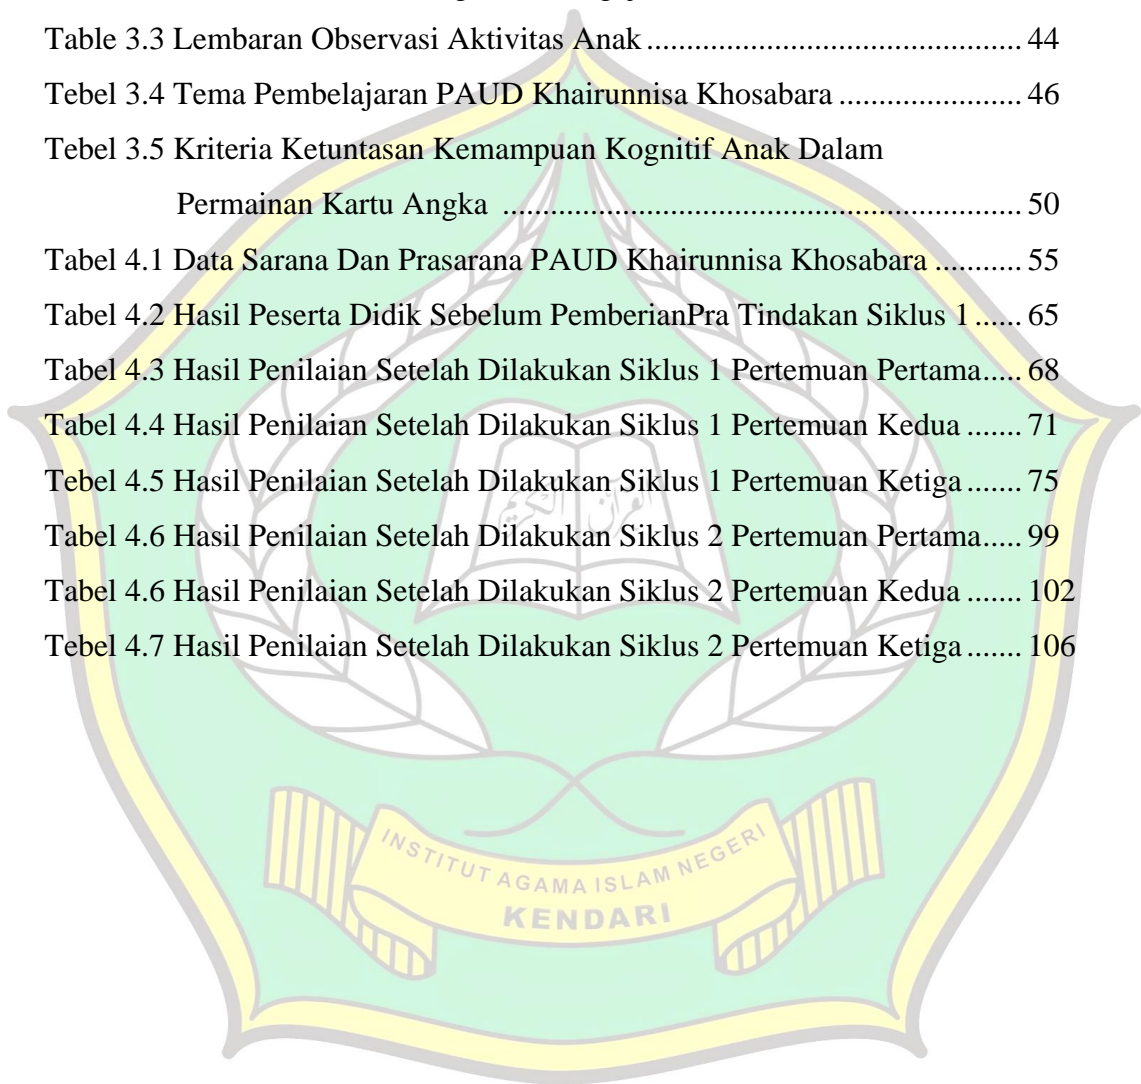 Table 3.3 Lembaran Observasi Aktivitas Anak ............................................. 44
Tebel 3.4 Tema Pembelajaran PAUD Khairunnisa Khosabara ...................... 46
Tebel 3.5 Kriteria Ketuntasan Kemampuan Kognitif Anak Dalam
Permainan Kartu Angka .............................................................. 50
Tabel 4.1 Data Sarana Dan Prasarana PAUD Khairunnisa Khosabara ........... 55
Tabel 4.2 Hasil Peserta Didik Sebelum PemberianPra Tindakan Siklus 1 ...... 65
Tabel 4.3 Hasil Penilaian Setelah Dilakukan Siklus 1 Pertemuan Pertama..... 68
Tabel 4.4 Hasil Penilaian Setelah Dilakukan Siklus 1 Pertemuan Kedua ....... 71
Tebel 4.5 Hasil Penilaian Setelah Dilakukan Siklus 1 Pertemuan Ketiga ....... 75
Tabel 4.6 Hasil Penilaian Setelah Dilakukan Siklus 2 Pertemuan Pertama..... 99
Tabel 4.6 Hasil Penilaian Setelah Dilakukan Siklus 2 Pertemuan Kedua ....... 102
Tebel 4.7 Hasil Penilaian Setelah Dilakukan Siklus 2 Pertemuan Ketiga ....... 106
القرآن الكريم
INSTITUT AGAMA ISLAM NEGERI
KENDARI